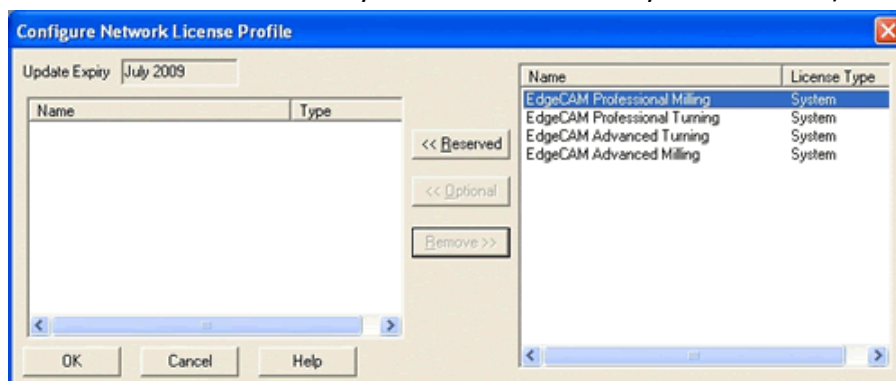 Configure Network License Profile
Update Expiry July 2009
Name Type
<< Reserved
<< Optional
Remove >>
OK Cancel Help
Name License Type
EdgeCAM Professional Milling System
EdgeCAM Professional Turning System
EdgeCAM Advanced Turning System
EdgeCAM Advanced Milling System